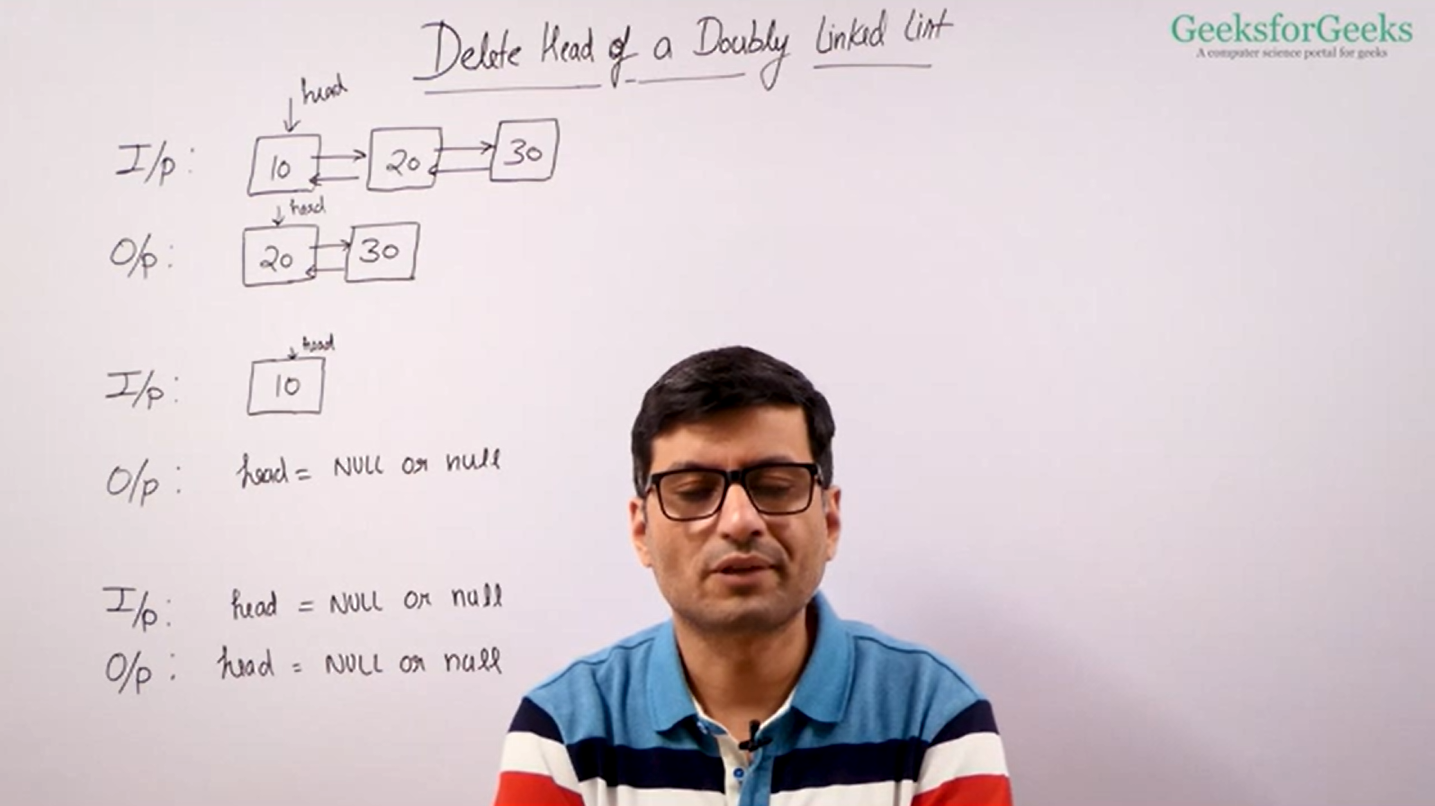 Delete Head of a Doubly Linked List
GeeksforGeeks
A computer science portal for geeks
head
I/p: 10 20 30
head
O/p: 20 30
head
I/p: 10
O/p: head = NULL or null
I/p: head = NULL or null
O/p: head = NULL or null